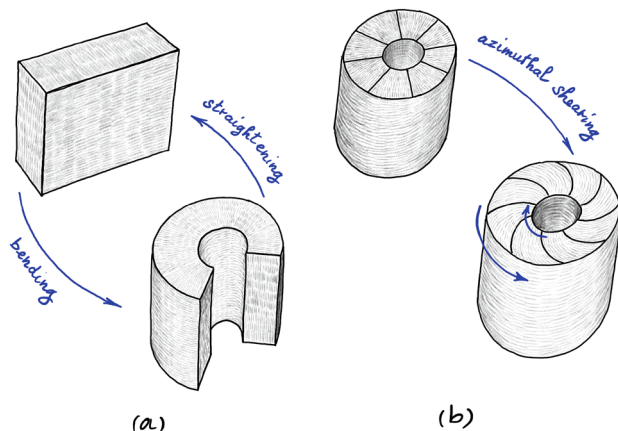 straightening
bending
(a)
azimuthal shearing
(b)